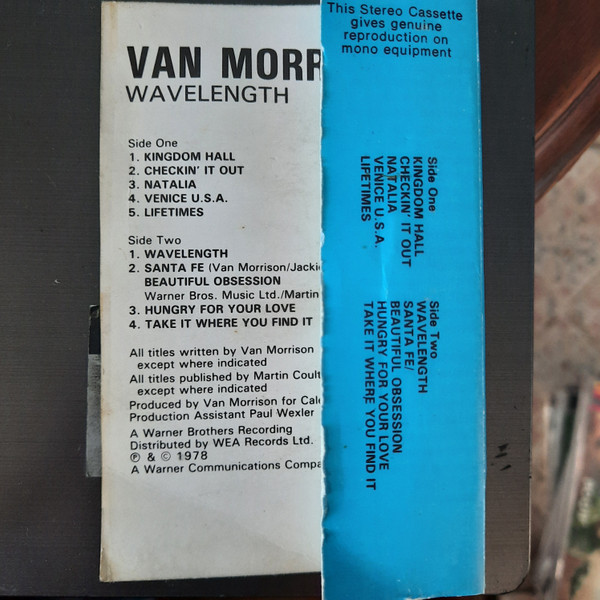 VAN MORR
WAVELENGTH
Side One
1. KINGDOM HALL
2. CHECKIN' IT OUT
3. NATALIA
4. VENICE U.S.A.
5. LIFETIMES
Side Two
1. WAVELENGTH
2. SANTA FE (Van Morrison/Jackie
BEAUTIFUL OBSESSION
Warner Bros. Music Ltd./Martin
3. HUNGRY FOR YOUR LOVE
4. TAKE IT WHERE YOU FIND IT
All titles written by Van Morrison
except where indicated
All titles published by Martin Coult
except where indicated
Produced by Van Morrison for Cale
Production Assistant Paul Wexler
A Warner Brothers Recording
Distributed by WEA Records Ltd.
℗ & © 1978
A Warner Communications Compa
This Stereo Cassette
gives genuine
reproduction on
mono equipment
Side One
KINGDOM HALL
CHECKIN' IT OUT
NATALIA
VENICE U.S.A.
LIFETIMES
Side Two
WAVELENGTH
SANTA FE/
BEAUTIFUL OBSESSION
HUNGRY FOR YOUR LOVE
TAKE IT WHERE YOU FIND IT